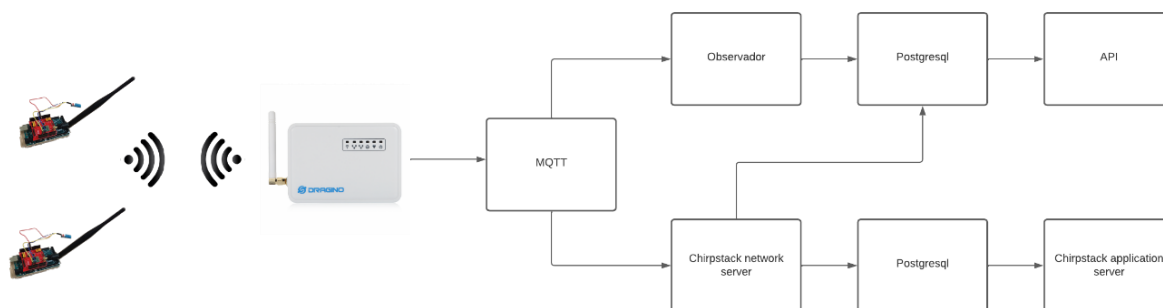 Observador
Postgresql
API
MQTT
DRAGINO
Chirpstack network
server
Postgresql
Chirpstack application
server